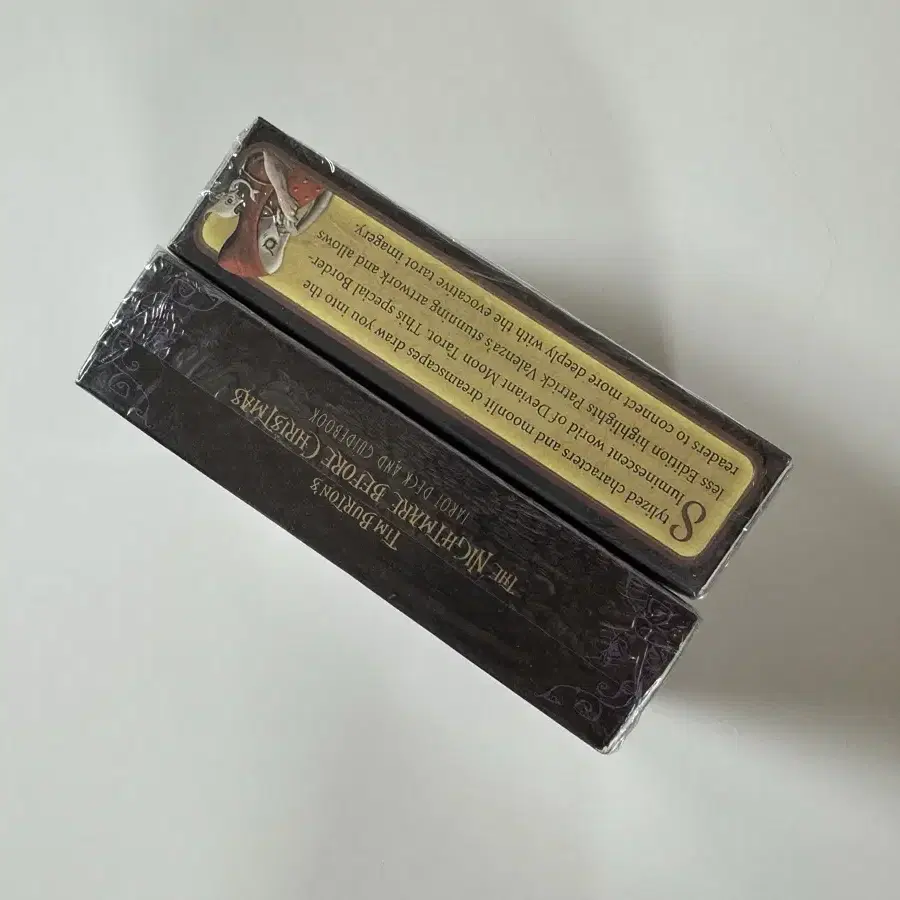 Stylized characters and moonlit dreamscapes draw you into the
luminescent world of Deviant Moon Tarot. This special Border-
less Edition highlights Patrick Valenza's stunning artwork and allows
readers to connect more deeply with the evocative tarot imagery.
TIM BURTON'S
THE NIGHTMARE BEFORE CHRISTMAS
TAROT DECK AND GUIDEBOOK